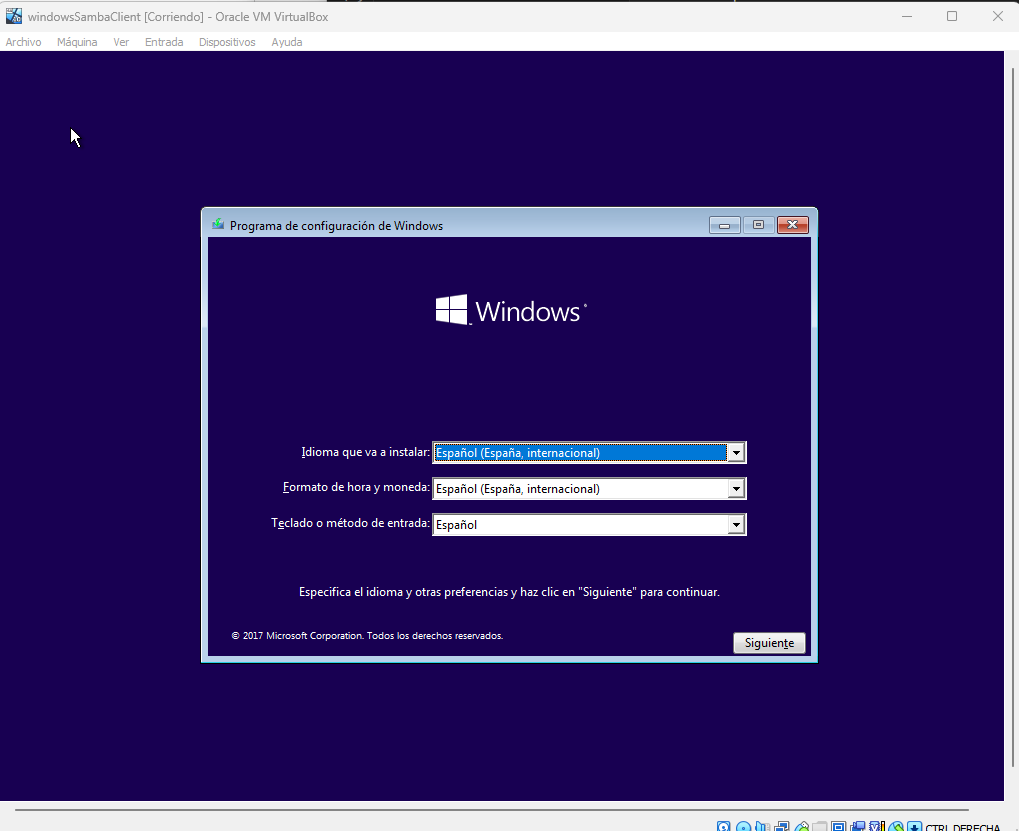 windowsSambaClient [Corriendo] - Oracle VM VirtualBox
Archivo Máquina Ver Entrada Dispositivos Ayuda
Programa de configuración de Windows
Windows
Idioma que va a instalar: Español (España, internacional)
Formato de hora y moneda: Español (España, internacional)
Teclado o método de entrada: Español
Especifica el idioma y otras preferencias y haz clic en "Siguiente" para continuar.
© 2017 Microsoft Corporation. Todos los derechos reservados.
Siguiente
CTRL DERECHA